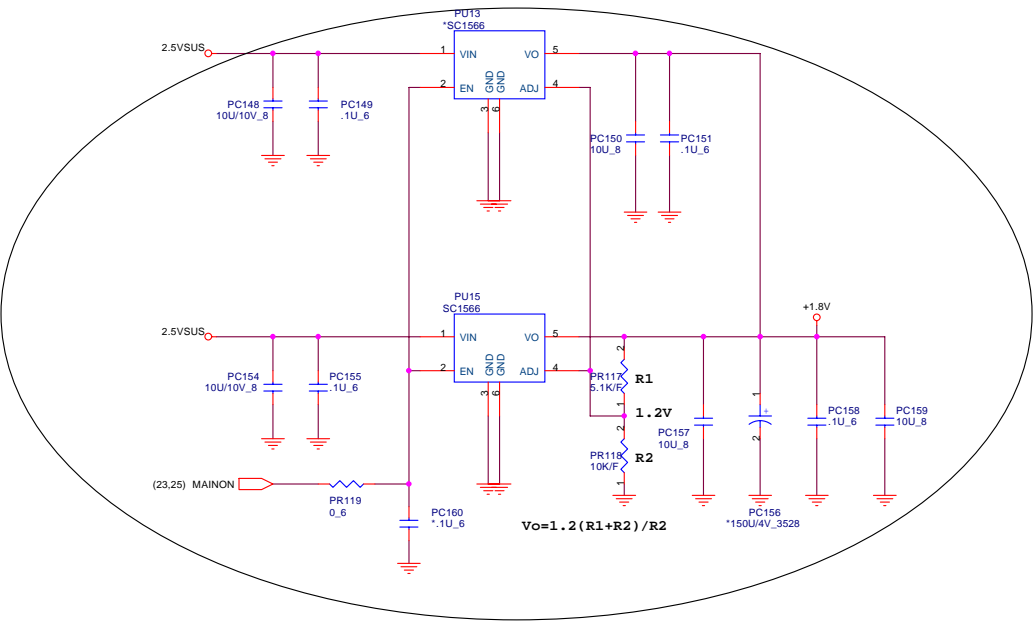 PU13
*SC1566
2.5VSUS
1
VIN
VO
5
2
EN
GND
GND
ADJ
4
3
6
PC148
10U/10V_8
PC149
.1U_6
PC150
10U_8
PC151
.1U_6
PU15
SC1566
+1.8V
2.5VSUS
1
VIN
VO
5
2
EN
GND
GND
ADJ
4
3
6
PC154
10U/10V_8
PC155
.1U_6
2
PR117
5.1K/F
R1
1
1.2V
2
PR118
10K/F
R2
1
PC157
10U_8
1
+
2
PC156
*150U/4V_3528
PC158
.1U_6
PC159
10U_8
(23,25) MAINON
PR119
0_6
PC160
*.1U_6
Vo=1.2(R1+R2)/R2